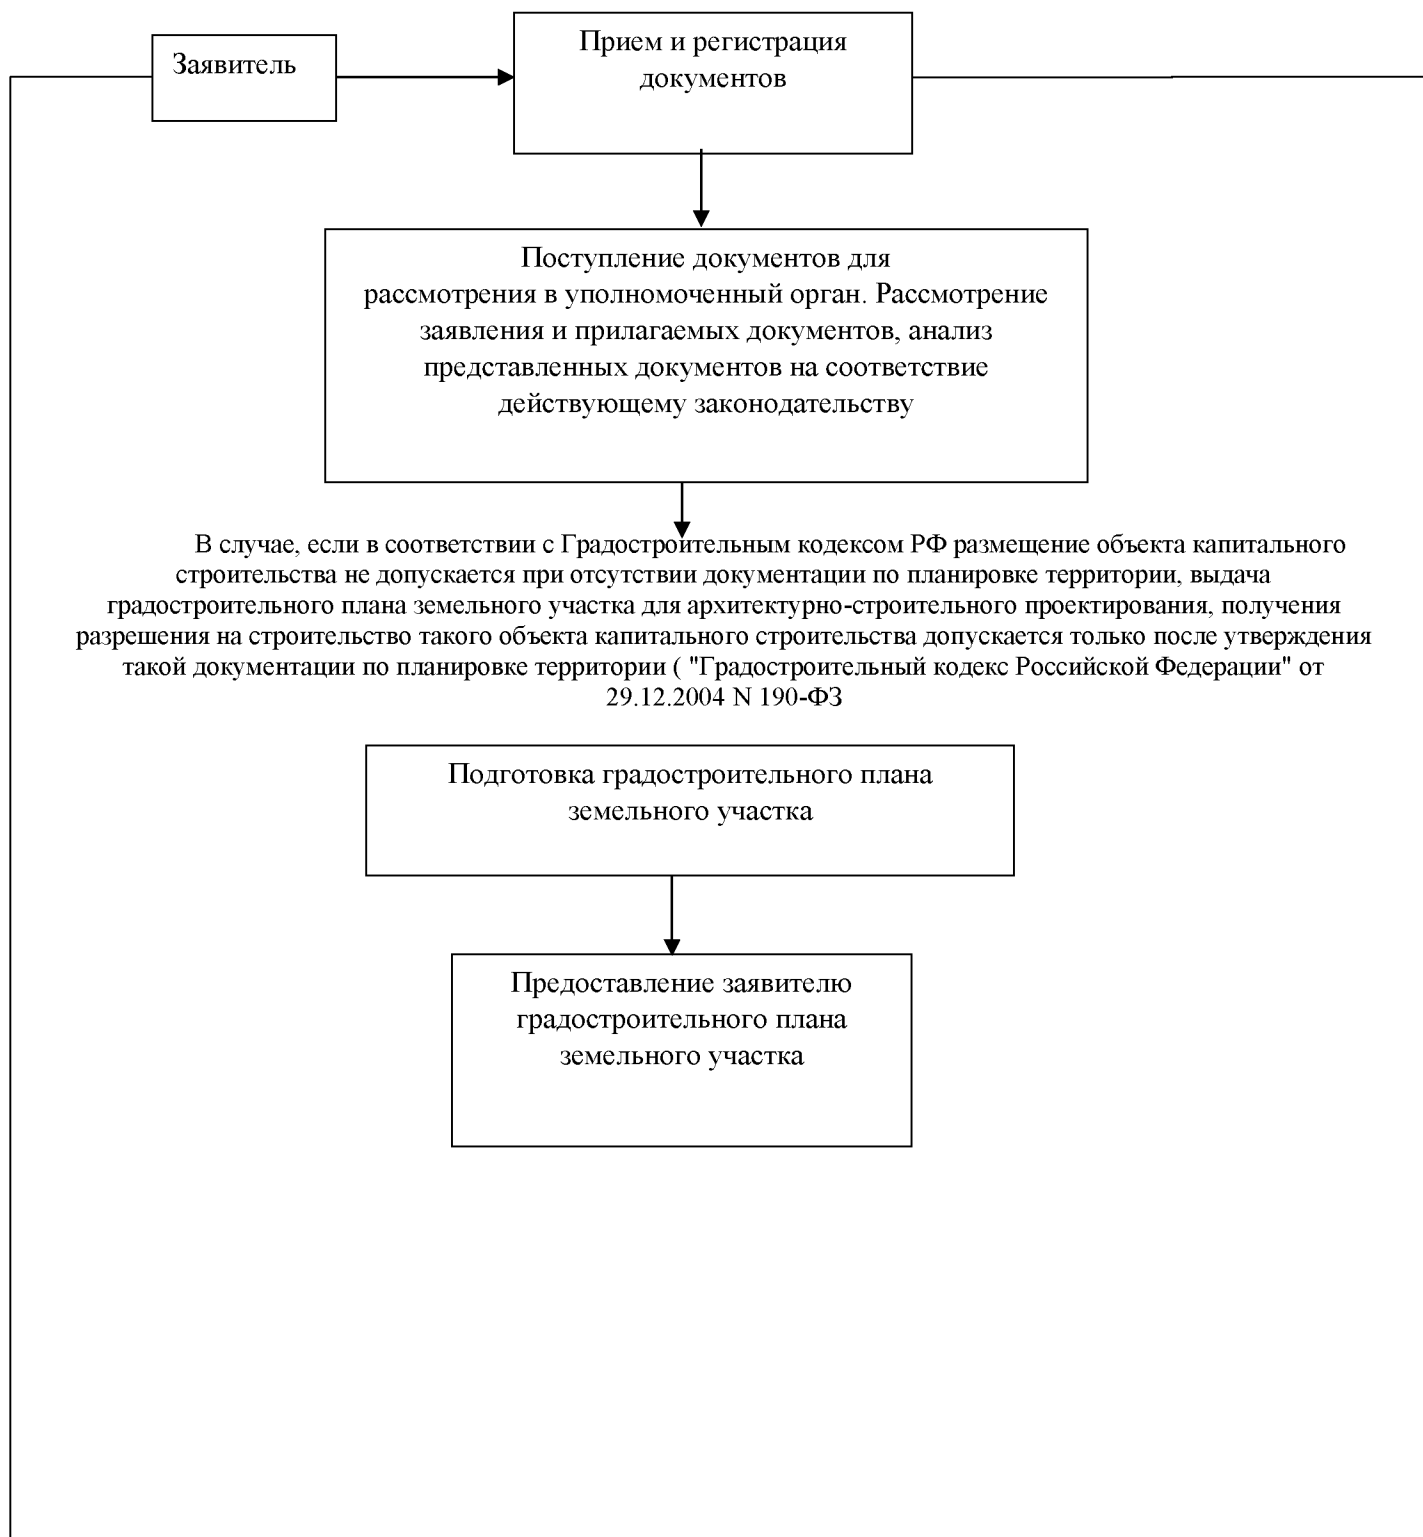 Заявитель
Прием и регистрация
документов
Поступление документов для
рассмотрения в уполномоченный орган. Рассмотрение
заявления и прилагаемых документов, анализ
представленных документов на соответствие
действующему законодательству
В случае, если в соответствии с Градостроительным кодексом РФ размещение объекта капитального
строительства не допускается при отсутствии документации по планировке территории, выдача
градостроительного плана земельного участка для архитектурно-строительного проектирования, получения
разрешения на строительство такого объекта капитального строительства допускается только после утверждения
такой документации по планировке территории ( "Градостроительный кодекс Российской Федерации" от
29.12.2004 N 190-ФЗ
Подготовка градостроительного плана
земельного участка
Предоставление заявителю
градостроительного плана
земельного участка